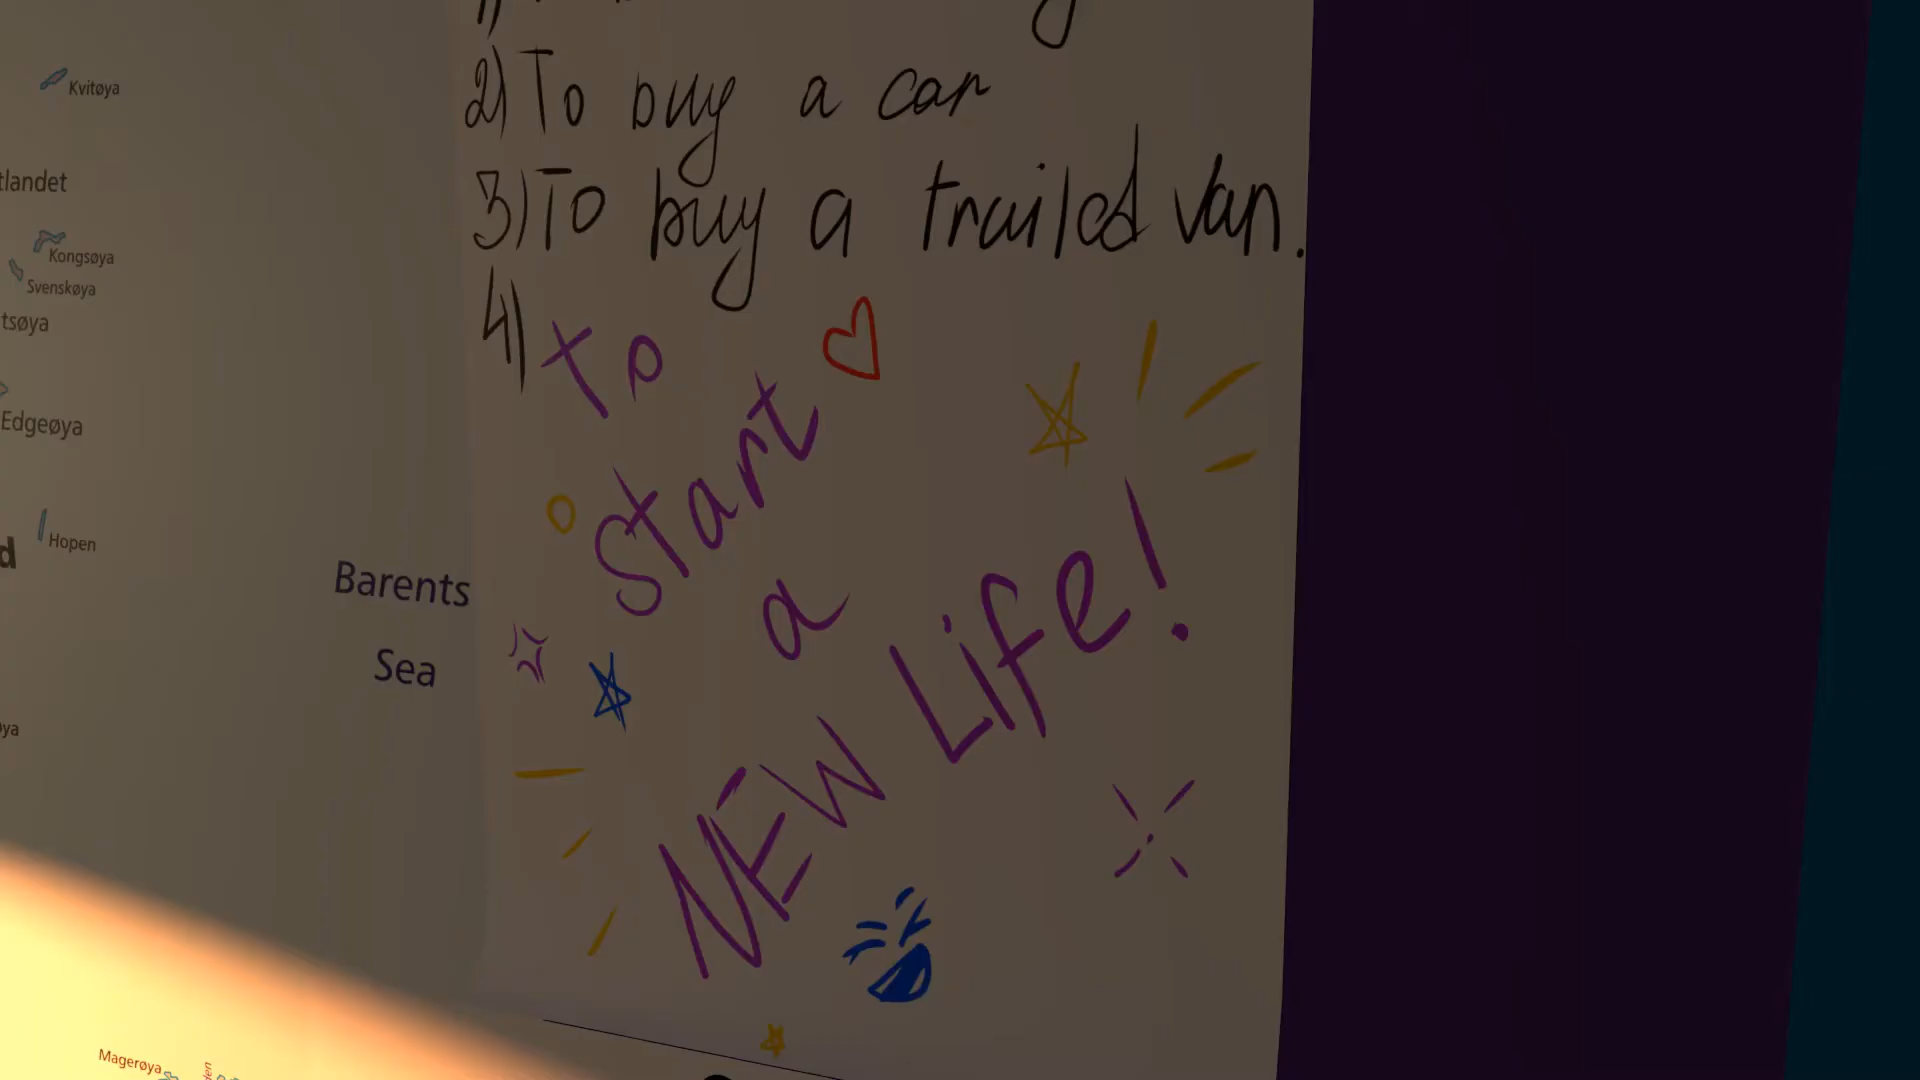 Kvitøya
2) To buy a car
3) To buy a trailed van.
Kongsøya
Svenskøya
4) To
Start
a
NEW Life!
Edgeøya
Hopen
Barents
Sea
Magerøya